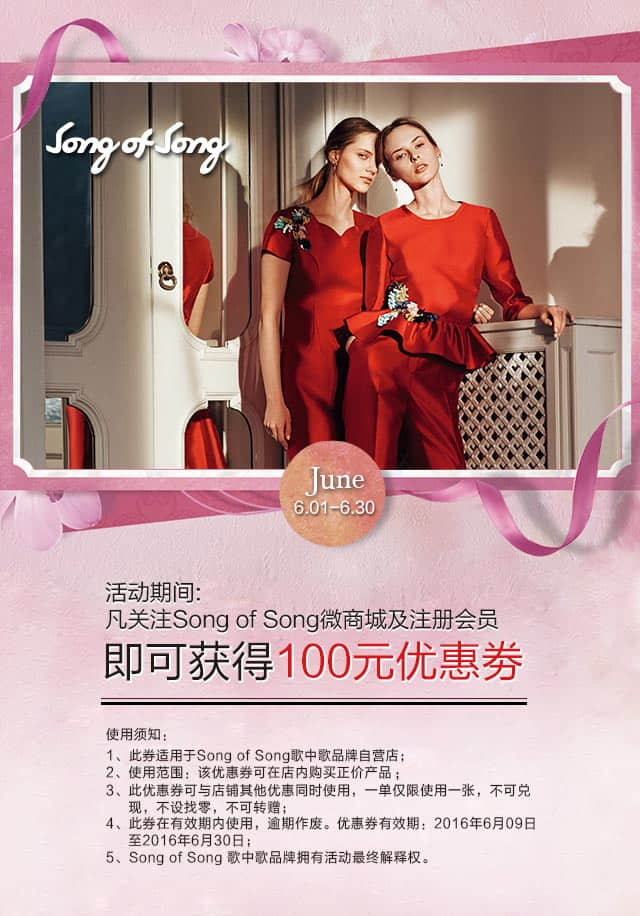 Song of Song
June
6.01-6.30
活动期间:
凡关注Song of Song微商城及注册会员
即可获得100元优惠劵
使用须知：
1、此券适用于Song of Song歌中歌品牌自营店；
2、使用范围：该优惠券可在店内购买正价产品；
3、此优惠券可与店铺其他优惠同时使用，一单仅限使用一张，不可兑
现，不设找零，不可转赠；
4、此券在有效期内使用，逾期作废。优惠券有效期：2016年6月09日
至2016年6月30日；
5、Song of Song 歌中歌品牌拥有活动最终解释权。